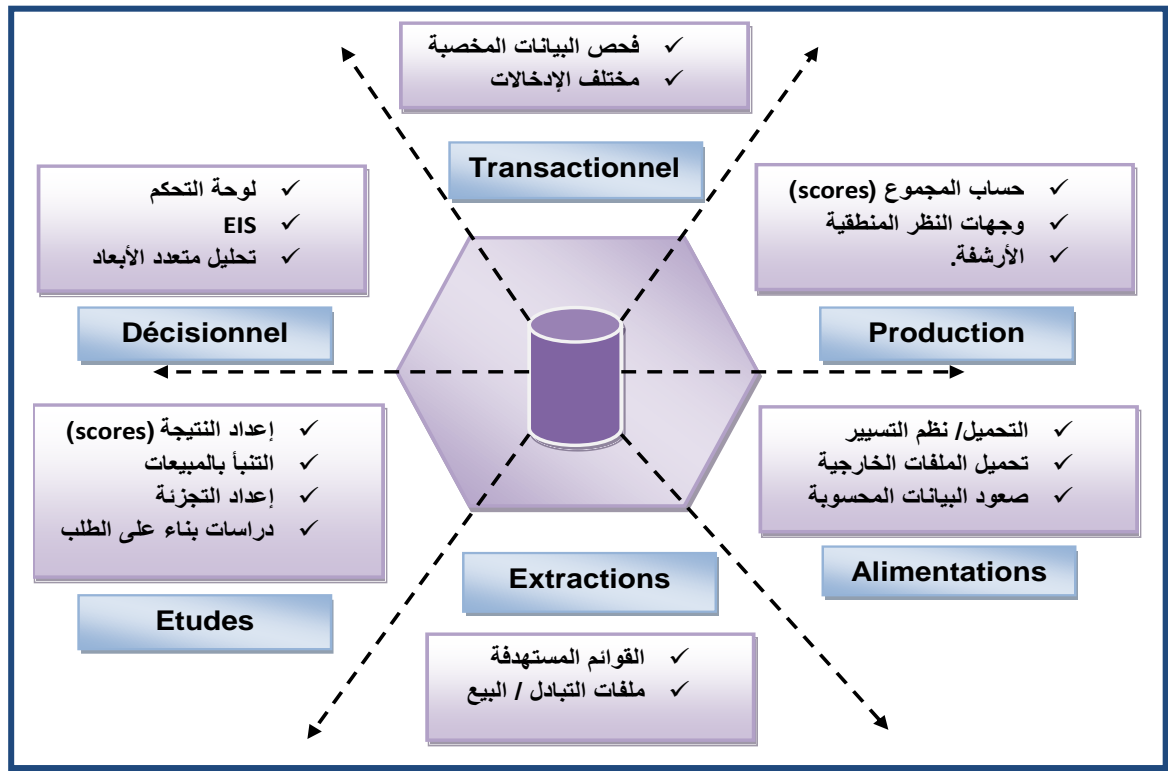 فحص البيانات المخصبة
مختلف الإدخالات
Transactionnel
حساب المجموع (scores)
وجهات النظر المنطقية
الأرشفة.
Production
لوحة التحكم
EIS
تحليل متعدد الأبعاد
Décisionnel
التحميل/ نظم التسيير
تحميل الملفات الخارجية
صعود البيانات المحسوبة
Alimentations
إعداد النتيجة (scores)
التنبأ بالمبيعات
إعداد التجزئة
دراسات بناء على الطلب
Etudes
Extractions
القوائم المستهدفة
ملفات التبادل / البيع